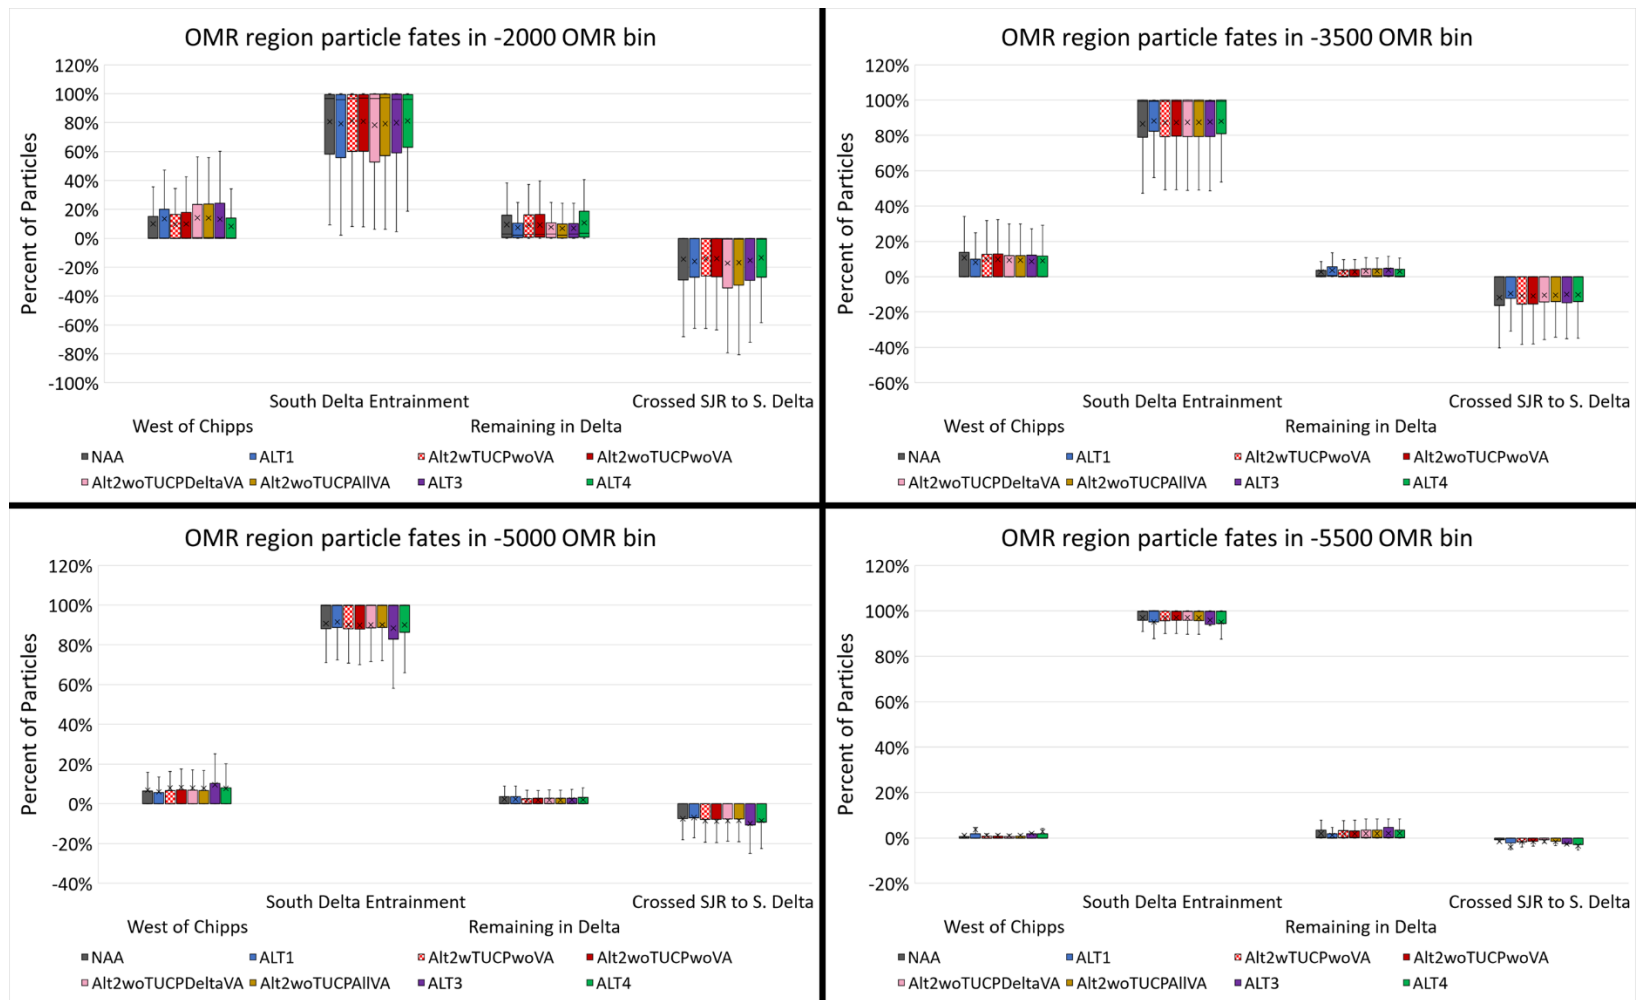 OMR region particle fates in -2000 OMR bin
120%
100%
80%
60%
40%
20%
0%
-20%
-40%
-60%
-80%
-100%
Percent of Particles
South Delta Entrainment Crossed SJR to S. Delta
West of Chipps Remaining in Delta
NAA ALT1 Alt2wTUCPwoVA Alt2woTUCPwoVA
Alt2woTUCPDeltaVA Alt2woTUCPAllVA ALT3 ALT4
OMR region particle fates in -3500 OMR bin
120%
100%
80%
60%
40%
20%
0%
-20%
-40%
-60%
Percent of Particles
South Delta Entrainment Crossed SJR to S. Delta
West of Chipps Remaining in Delta
NAA ALT1 Alt2wTUCPwoVA Alt2woTUCPwoVA
Alt2woTUCPDeltaVA Alt2woTUCPAllVA ALT3 ALT4
OMR region particle fates in -5000 OMR bin
120%
100%
80%
60%
40%
20%
0%
-20%
-40%
Percent of Particles
South Delta Entrainment Crossed SJR to S. Delta
West of Chipps Remaining in Delta
NAA ALT1 Alt2wTUCPwoVA Alt2woTUCPwoVA
Alt2woTUCPDeltaVA Alt2woTUCPAllVA ALT3 ALT4
OMR region particle fates in -5500 OMR bin
120%
100%
80%
60%
40%
20%
0%
-20%
Percent of Particles
South Delta Entrainment Crossed SJR to S. Delta
West of Chipps Remaining in Delta
NAA ALT1 Alt2wTUCPwoVA Alt2woTUCPwoVA
Alt2woTUCPDeltaVA Alt2woTUCPAllVA ALT3 ALT4